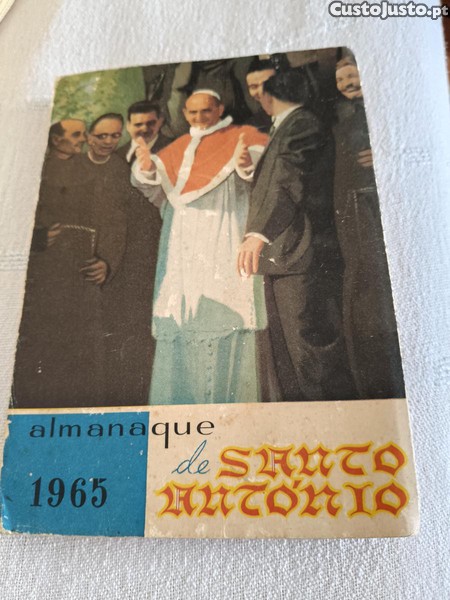 CustoJusto.pt
almanaque
de SANTO
1965 ANTÓNIO